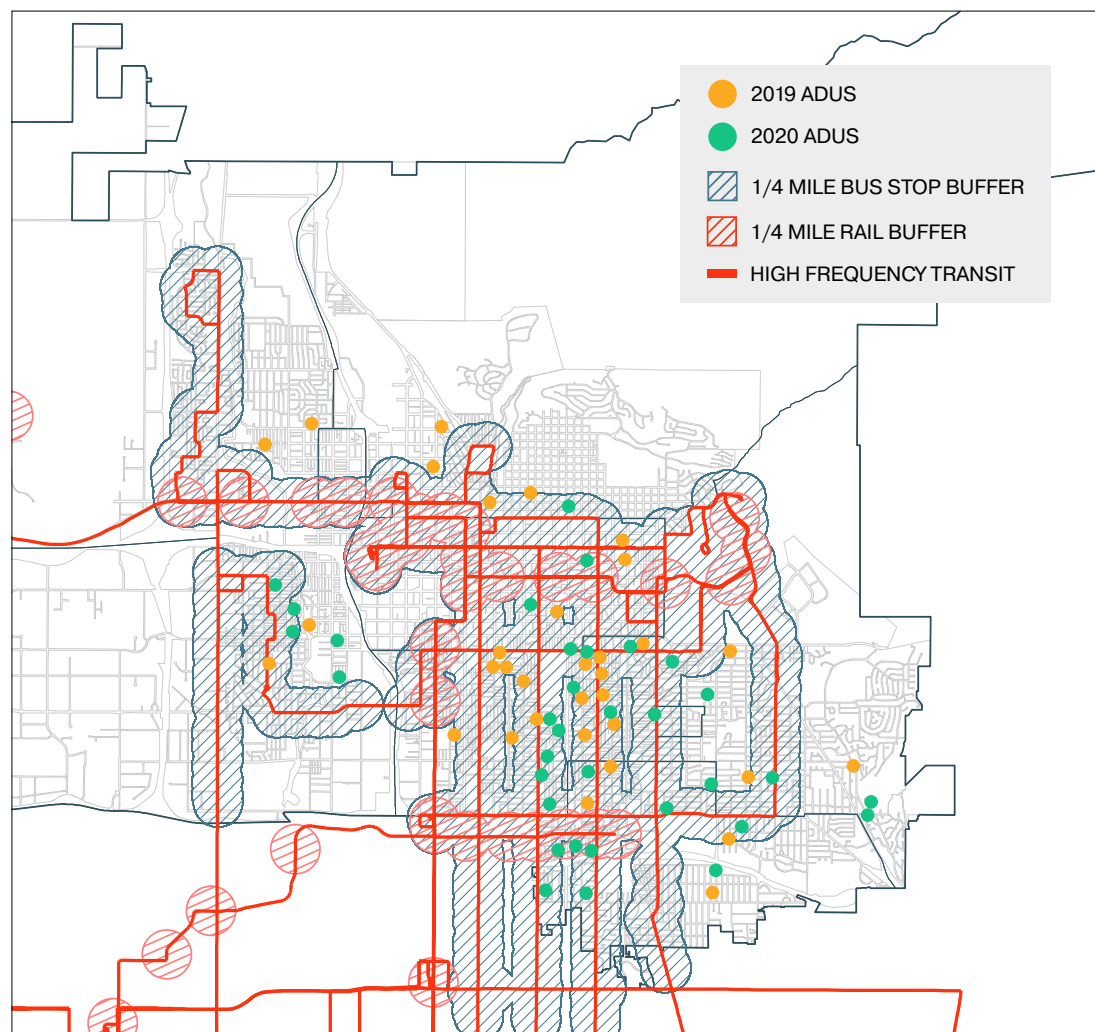 2019 ADUS
2020 ADUS
1/4 MILE BUS STOP BUFFER
1/4 MILE RAIL BUFFER
HIGH FREQUENCY TRANSIT